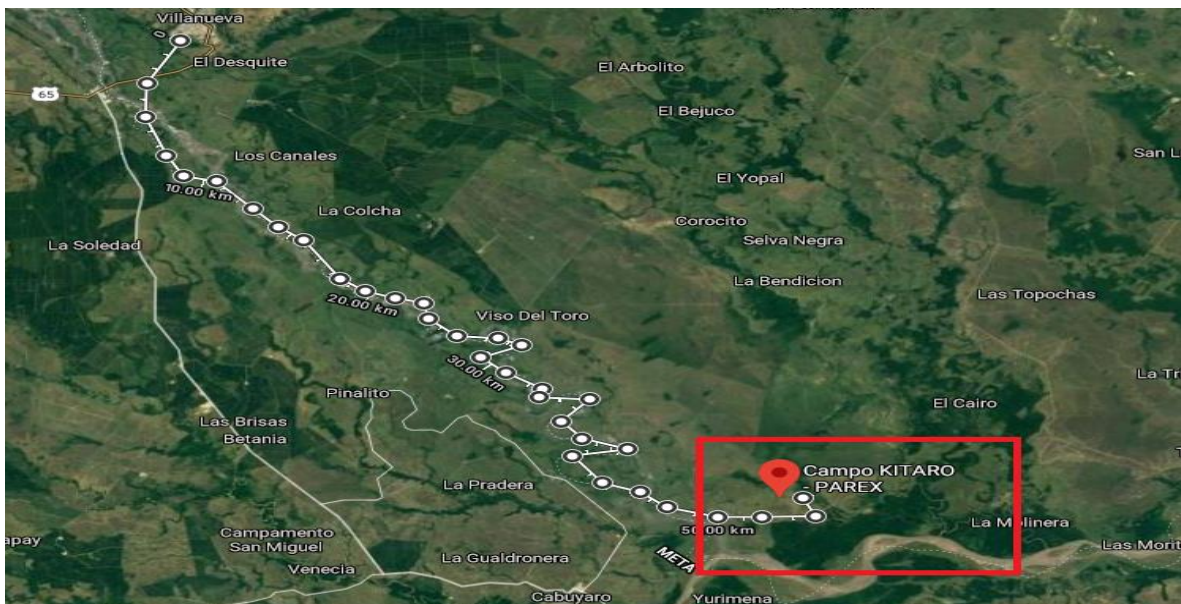 Villanueva
0
El Desquite
El Arbolito
65
El Bejuco
Los Canales
San L
El Yopal
10.00 km
La Colcha
Corocito
La Soledad
Selva Negra
La Bendicion
Las Topochas
20.00 km
Viso Del Toro
30.00 km
La Tr
Pinalito
El Cairo
Las Brisas
Betania
Campo KITARO
- PAREX
La Pradera
50.00 km
La Molinera
Campamento
San Miguel
apay
Las Morit
La Gualdronera
META
Venecia
Cabuyaro
Yurimena